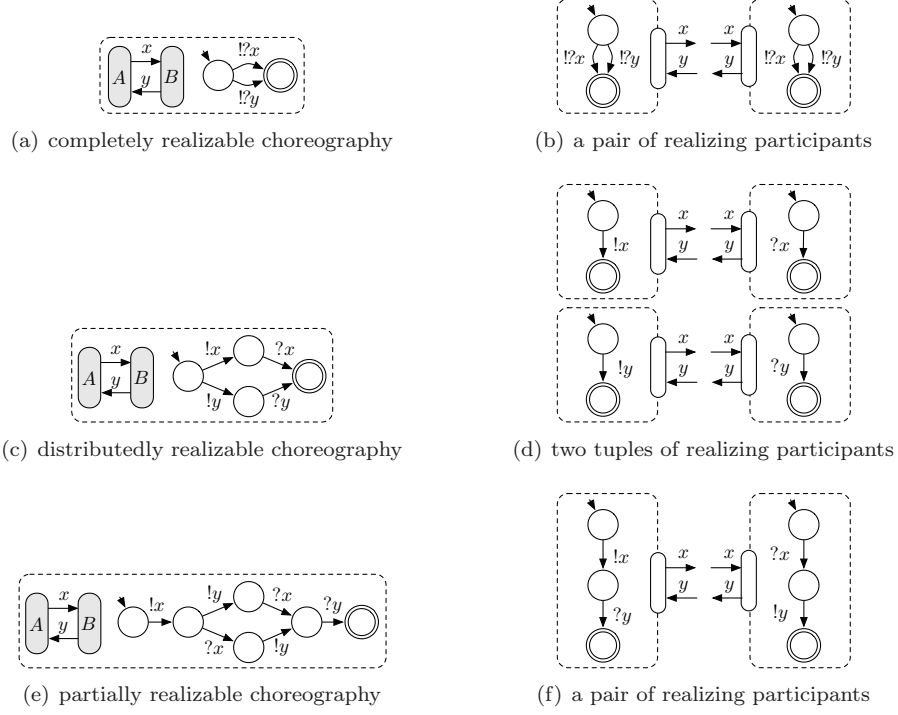 x
A
y
B
!?x
!?y
(a) completely realizable choreography
!?x
!?y
x
y
x
y
!?x
!?y
(b) a pair of realizing participants
x
A
y
B
!x
?x
!y
?y
(c) distributedly realizable choreography
!x
x
y
x
y
?x
!y
x
y
x
y
?y
(d) two tuples of realizing participants
x
A
y
B
!x
!y
?x
?x
!y
?y
(e) partially realizable choreography
!x
?y
x
y
x
y
?x
!y
(f) a pair of realizing participants